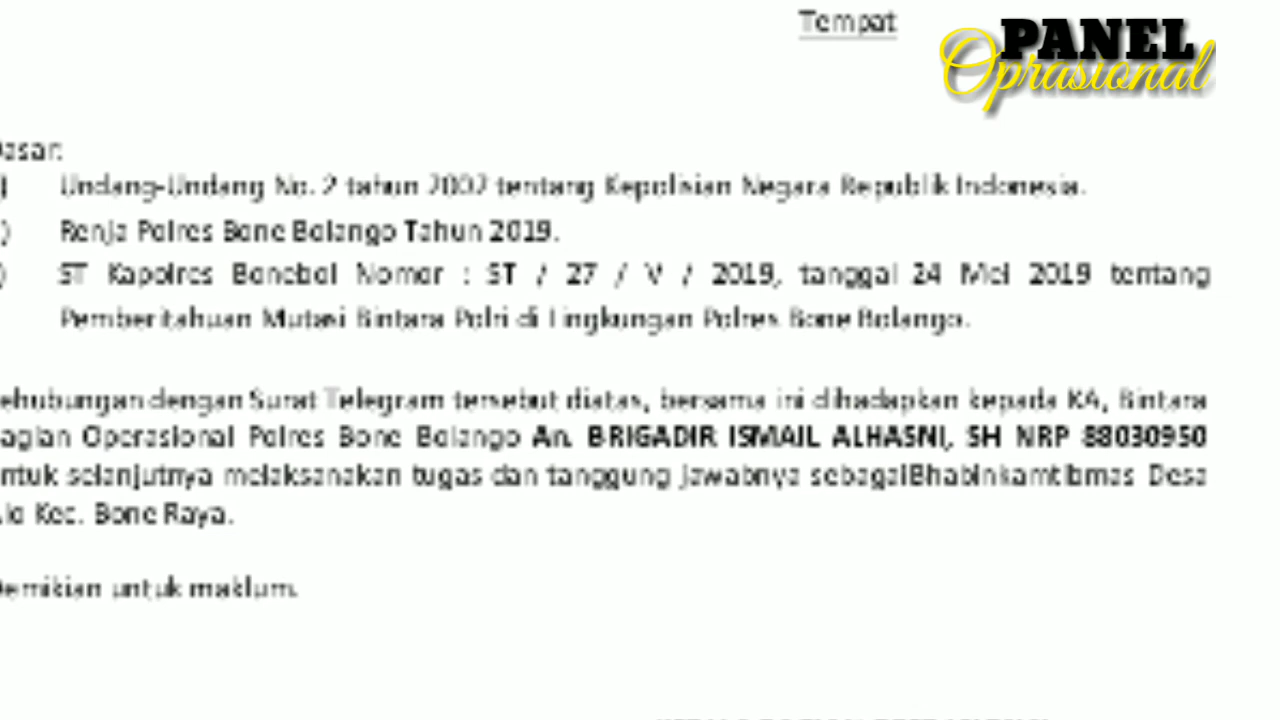 Tempat
PANEL
Oprasional
Dasar:
)
Undang-Undang No. 2 tahun 2002 tentang Kepolisian Negara Republik Indonesia.
) Renja Polres Bone Bolango Tahun 2019.
) ST Kapolres Bonebol Nomor : ST / 27 / V / 2019, tanggal 24 Mei 2019 tentang
Pemberitahuan Mutasi Bintara Polri di Lingkungan Polres Bone Bolango.
ehubungan dengan Surat Telegram tersebut diatas, bersama ini dihadapkan kepada KA, Bintara
agian Operasional Polres Bone Bolango An. BRIGADIR ISMAIL ALHASNI, SH NRP 88030950
ntuk selanjutnya melaksanakan tugas dan tanggung jawabnya sebagaiBhabinkamtibmas Desa
Kec. Bone Raya.
Demikian untuk maklum.